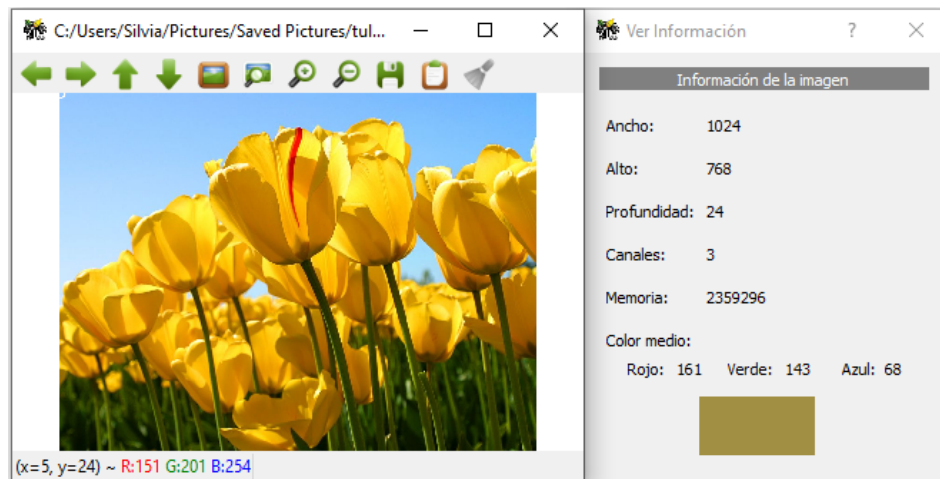 C:/Users/Silvia/Pictures/Saved Pictures/tul...
(x=5, y=24) ~ R:151 G:201 B:254
Ver Información
Información de la imagen
Ancho: 1024
Alto: 768
Profundidad: 24
Canales: 3
Memoria: 2359296
Color medio:
Rojo: 161 Verde: 143 Azul: 68